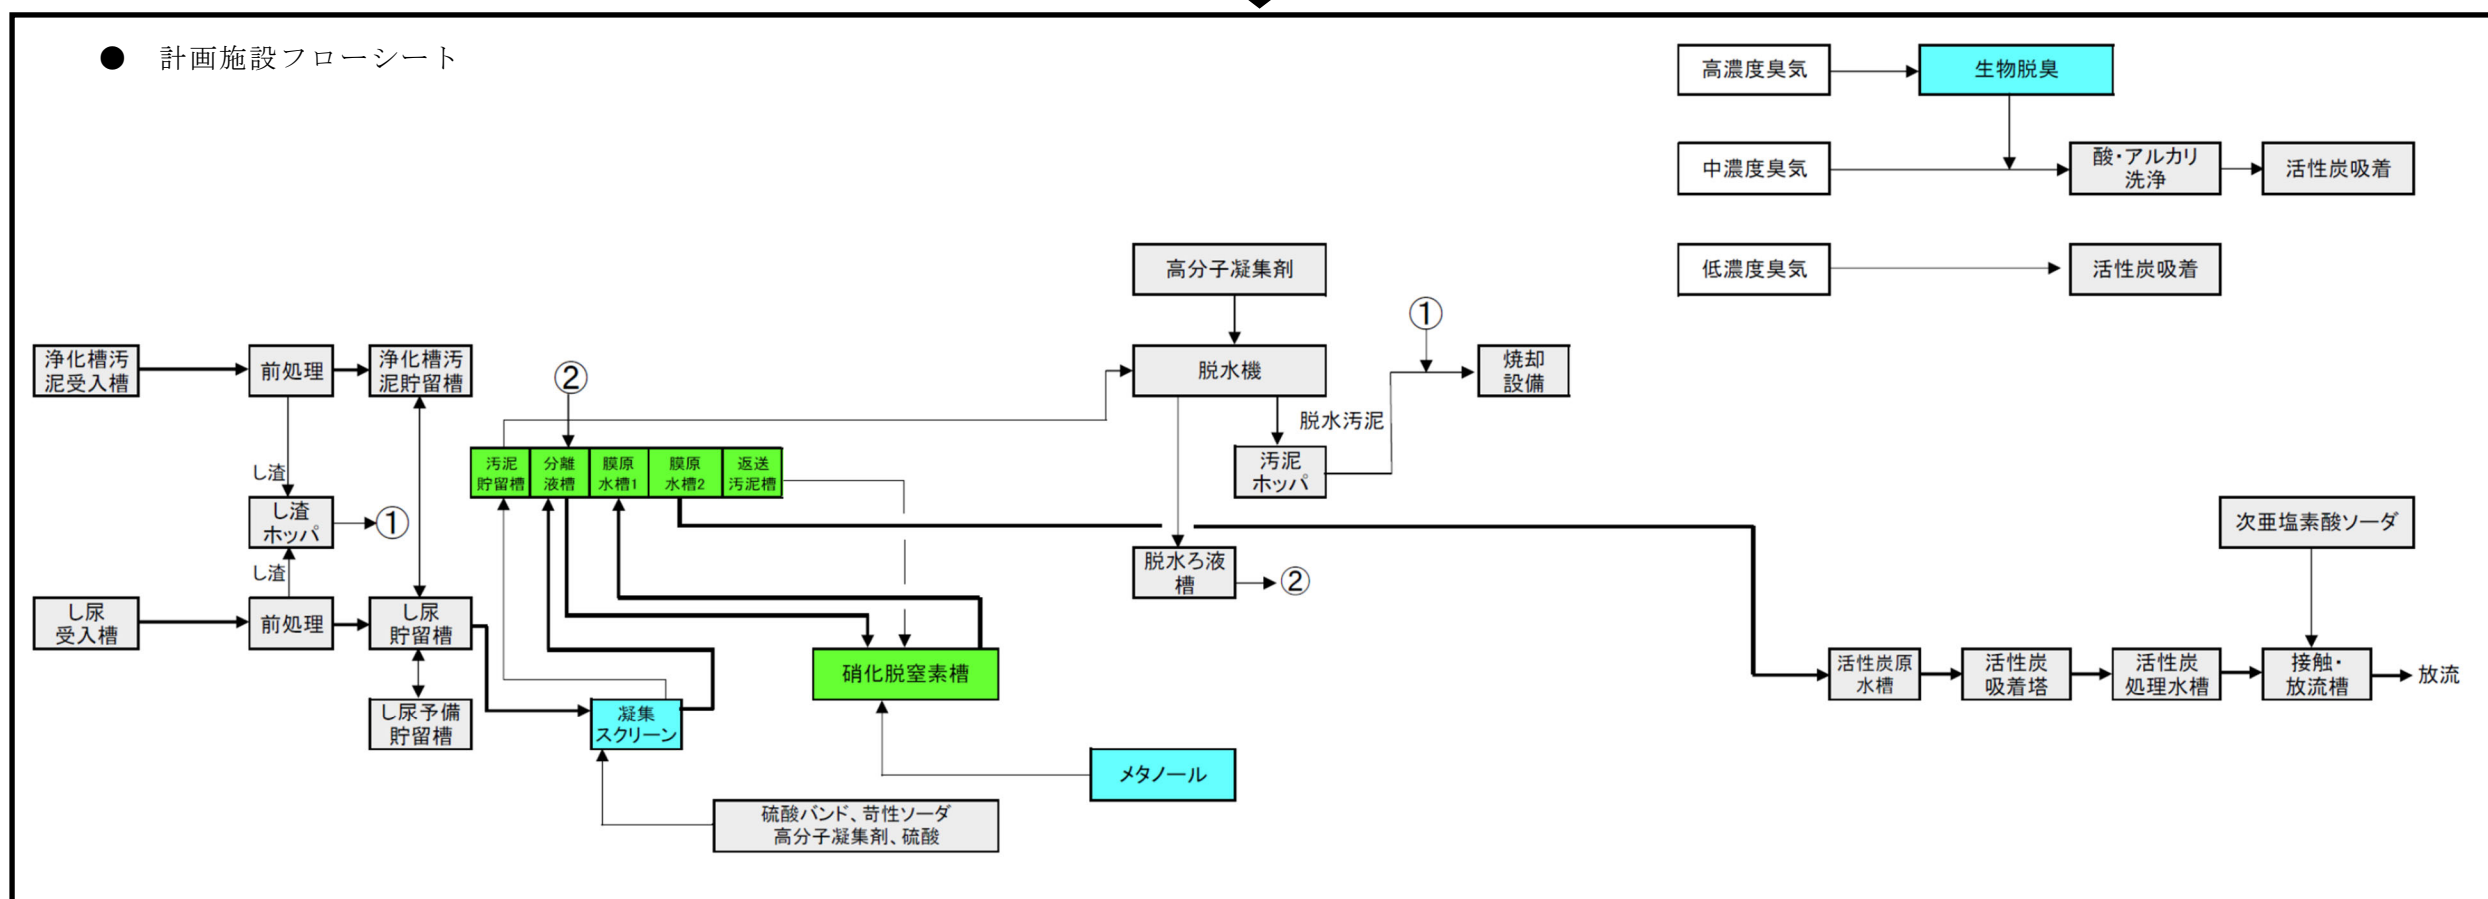 ● 計画施設フローシート
高濃度臭気
生物脱臭
中濃度臭気
酸・アルカリ
洗浄
活性炭吸着
低濃度臭気
活性炭吸着
高分子凝集剤
①
浄化槽汚
泥受入槽
前処理
浄化槽汚
泥貯留槽
②
脱水機
焼却
設備
脱水汚泥
汚泥
貯留槽
分離
液槽
膜原
水槽1
膜原
水槽2
返送
汚泥槽
汚泥
ホッパ
し渣
し渣
ホッパ
①
し渣
脱水ろ液
槽
②
次亜塩素酸ソーダ
し尿
受入槽
前処理
し尿
貯留槽
硝化脱窒素槽
活性炭原
水槽
活性炭
吸着塔
活性炭
処理水槽
接触・
放流槽
放流
し尿予備
貯留槽
凝集
スクリーン
メタノール
硫酸バンド、苛性ソーダ
高分子凝集剤、硫酸